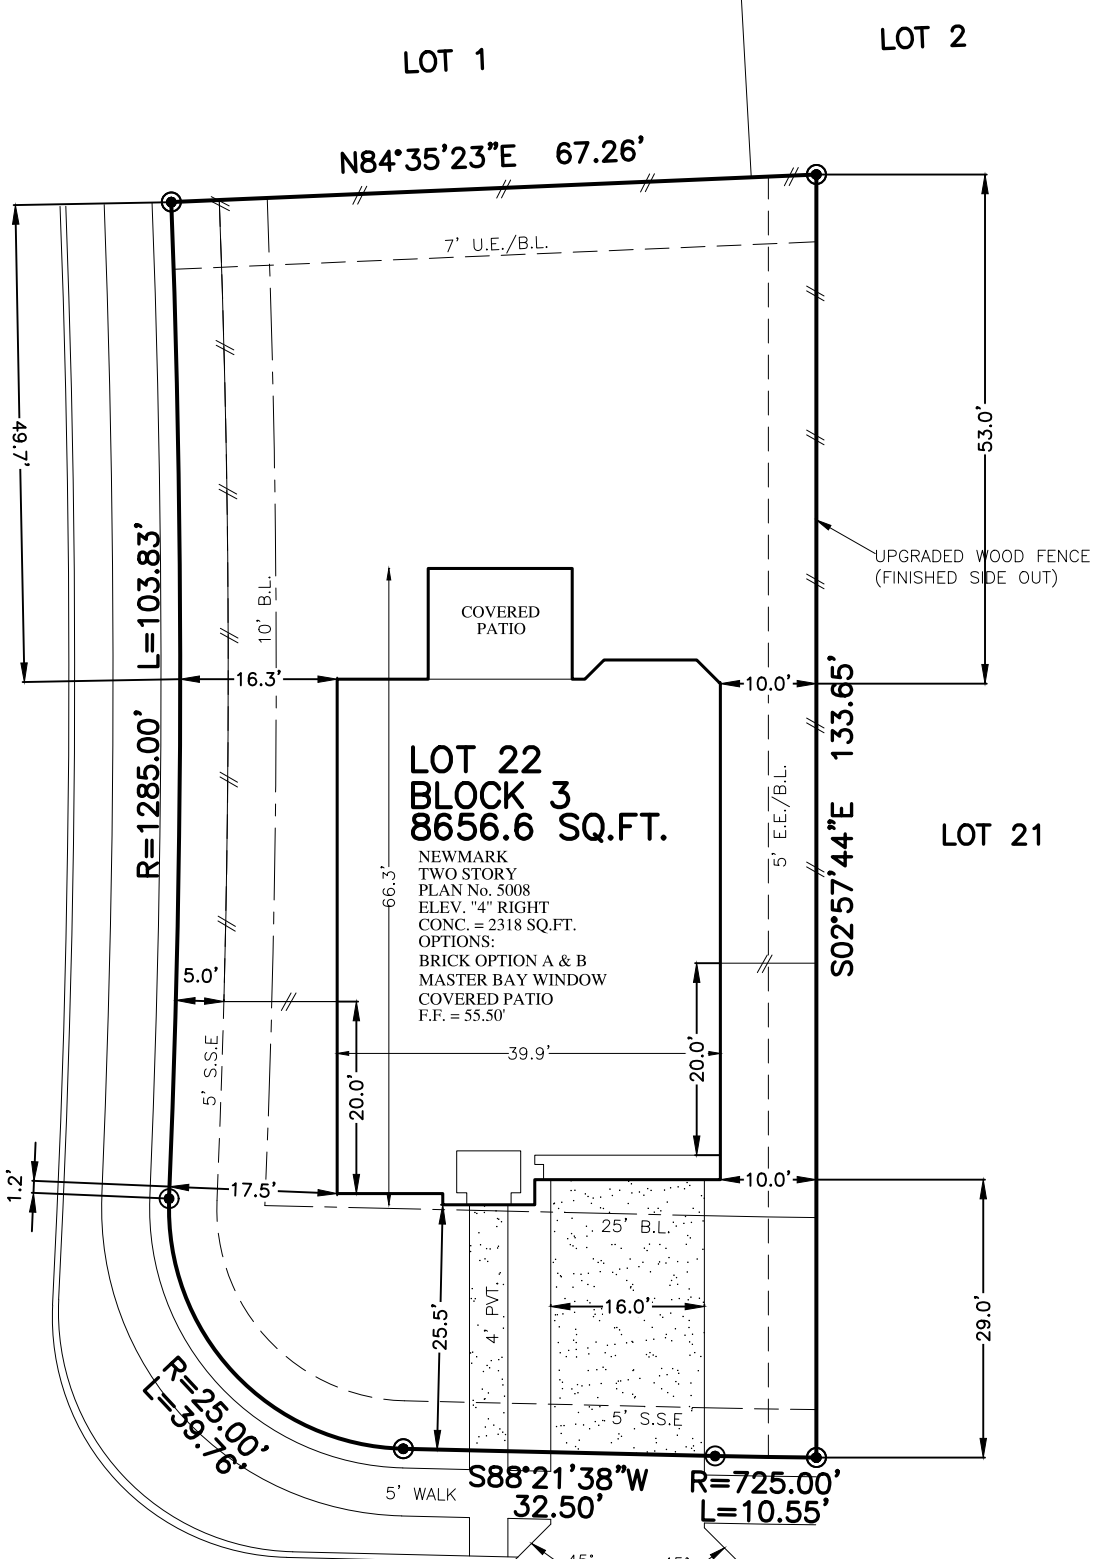 LOT 1
LOT 2
N84°35'23"E 67.26'
7' U.E./B.L.
49.7'
53.0'
UPGRADED WOOD FENCE
(FINISHED SIDE OUT)
R=1285.00' L=103.83'
10' B.L.
COVERED
PATIO
16.3'
10.0'
S02°57'44"E 133.65'
LOT 22
BLOCK 3
8656.6 SQ.FT.
5' E.E./B.L.
LOT 21
NEWMARK
TWO STORY
PLAN No. 5008
ELEV. "4" RIGHT
CONC. = 2318 SQ.FT.
OPTIONS:
BRICK OPTION A & B
MASTER BAY WINDOW
COVERED PATIO
F.F. = 55.50'
66.3'
5.0'
5' S.S.E
39.9'
20.0'
20.0'
1.2'
17.5'
10.0'
25' B.L.
25.5'
4' PVT.
16.0'
29.0'
R=25.00'
L=39.76'
5' S.S.E
S88°21'38"W
32.50'
R=725.00'
L=10.55'
5' WALK
45°
45°